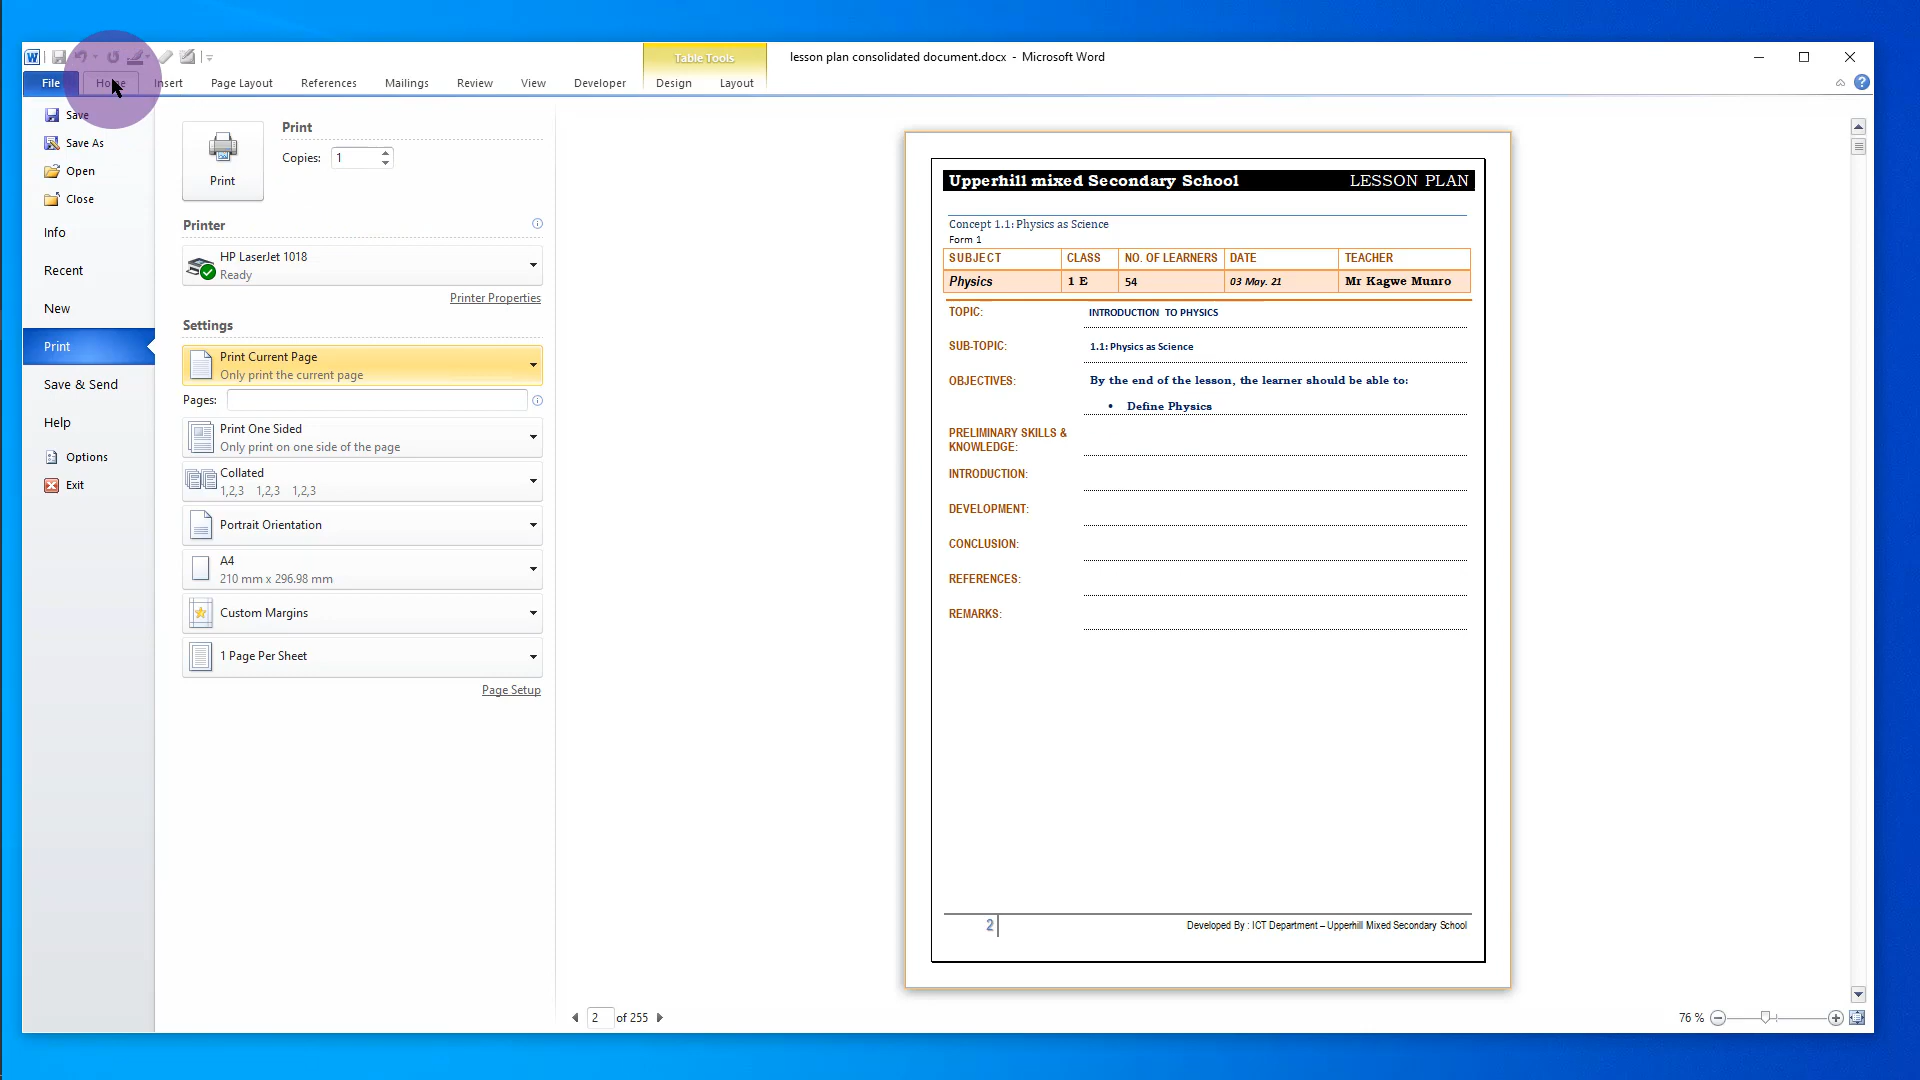 W Table Tools lesson plan consolidated document.docx - Microsoft Word
File Home Insert Page Layout References Mailings Review View Developer Design Layout
Save
Save As
Open
Close
Info
Recent
New
Print
Save & Send
Help
Options
Exit
Print
Print
Copies: 1
Printer
HP LaserJet 1018
Ready
Printer Properties
Settings
Print Current Page
Only print the current page
Pages:
Print One Sided
Only print on one side of the page
Collated
1,2,3 1,2,3 1,2,3
Portrait Orientation
A4
210 mm x 296.98 mm
Custom Margins
1 Page Per Sheet
Page Setup
Upperhill mixed Secondary School LESSON PLAN
Concept 1.1: Physics as Science
Form 1
SUBJECT CLASS NO. OF LEARNERS DATE TEACHER
Physics 1 E 54 03 May. 21 Mr Kagwe Munro
TOPIC: INTRODUCTION TO PHYSICS
SUB-TOPIC: 1.1: Physics as Science
OBJECTIVES: By the end of the lesson, the learner should be able to:
• Define Physics
PRELIMINARY SKILLS &
KNOWLEDGE:
INTRODUCTION:
DEVELOPMENT:
CONCLUSION:
REFERENCES:
REMARKS:
2 Developed By : ICT Department – Upperhill Mixed Secondary School
2 of 255
76 %